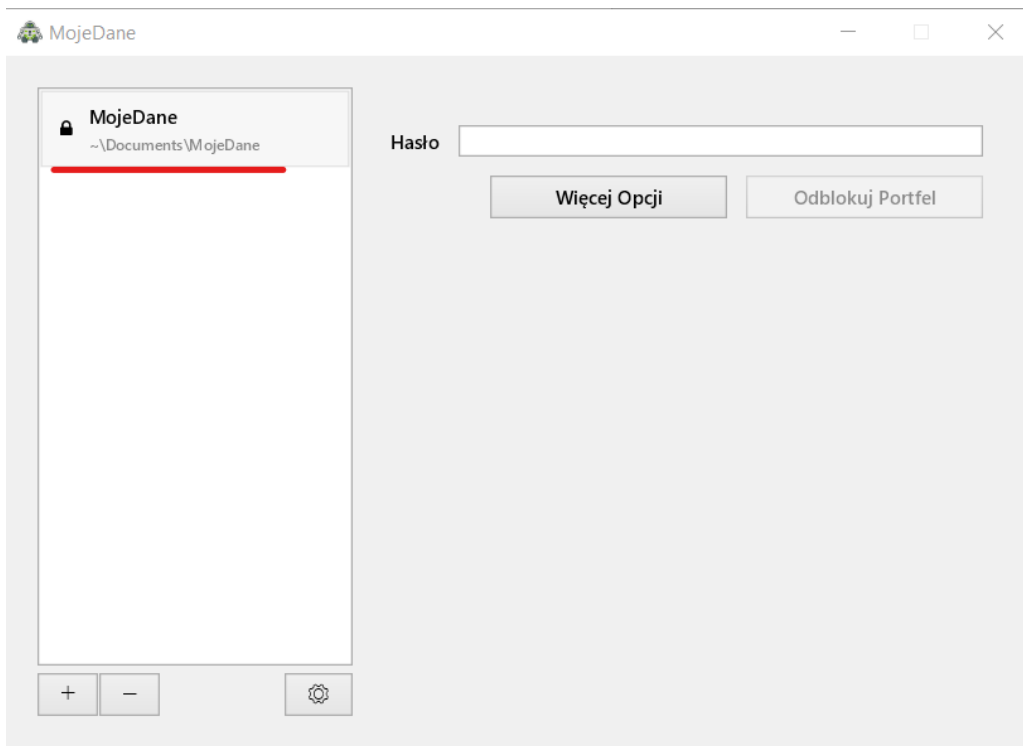 MojeDane
MojeDane
~\Documents\MojeDane
Hasło
Więcej Opcji
Odblokuj Portfel